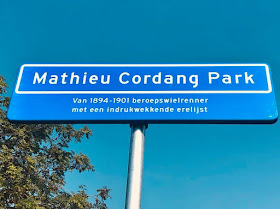 Mathieu Cordang Park
Van 1894-1901 beroepswielrenner
met een indrukwekkende erelijst